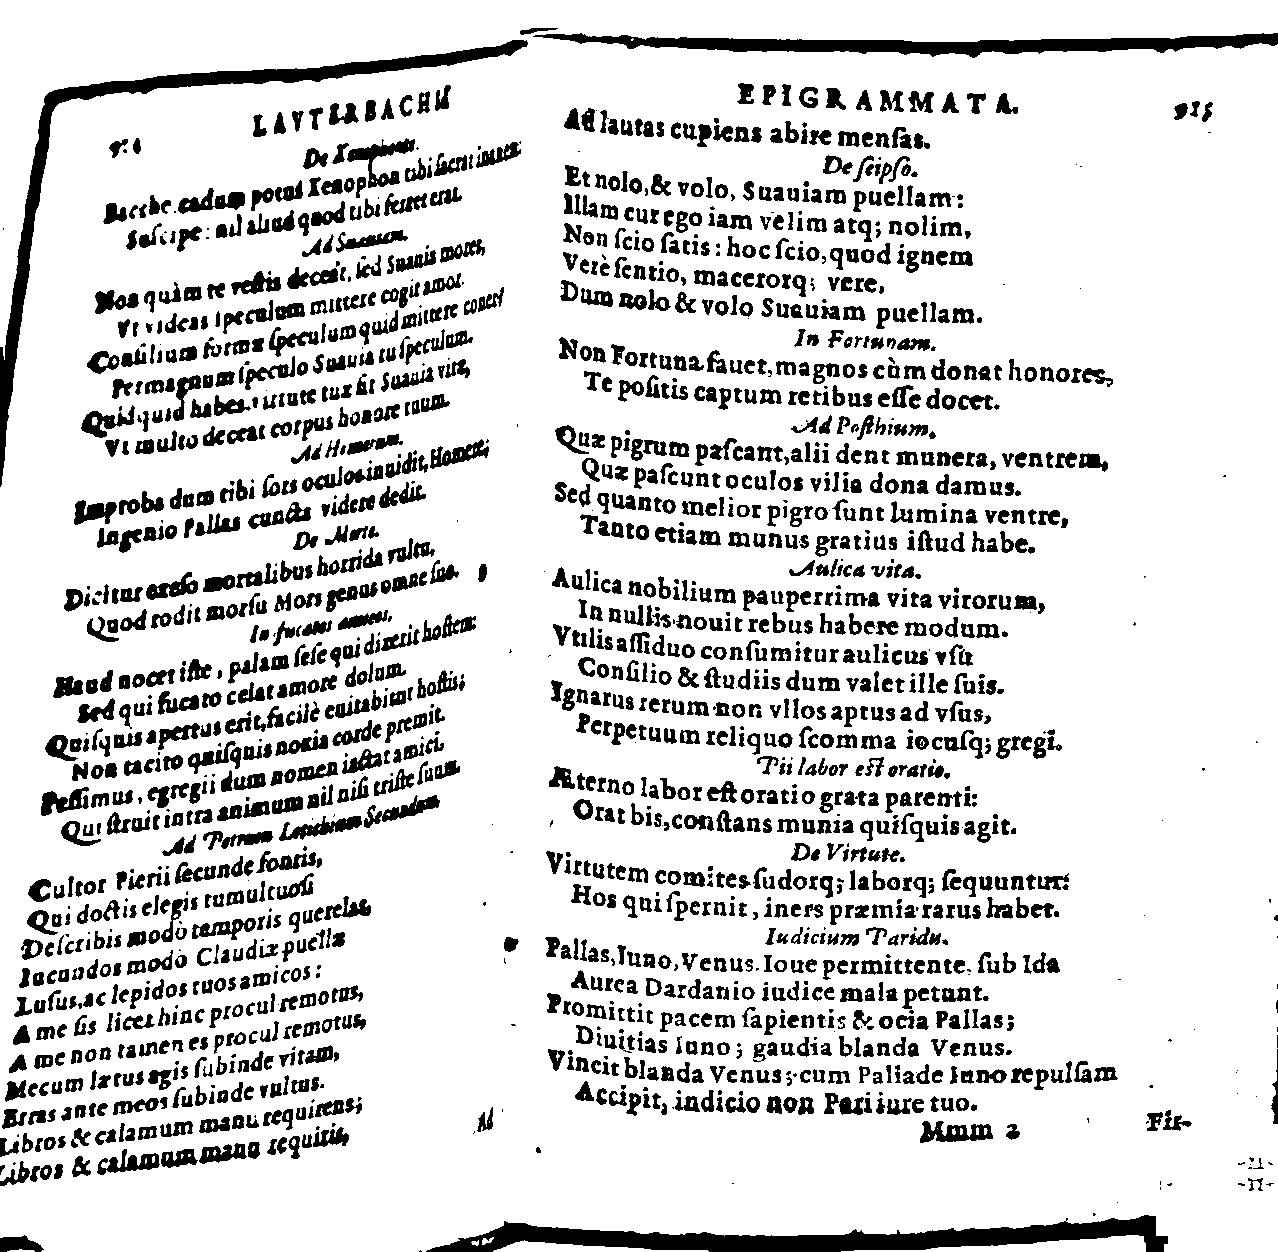 914
LAVTERBACHII
De Xenophonte.
Bacche cadum potus Xenophon tibi sacrat inanem:
Suscipe: nil aliud quod tibi ferret erat.
Ad Suauiam.
Non quàm te vestis deceat, sed Suauis mores,
Vt videas speculum mittere cogit amor.
Consilium formæ speculum quid mittere
Permagnum speculo Suauia tu speculum.
Quidquid habes virtute tux sit Suauia vitæ,
Vt multo deceat corpus honore tuum.
Ad Homerum.
Improba dum tibi sors oculos inuidit, Homere;
Ingenio Pallas cuncta videre dedit.
De Morte.
Dicitur exeso mortalibus horrida vultu,
Quod rodit morsu Mors genus omne suo.
In fucatos amicos.
Haud nocet iste, palam sese qui dixerit hostem:
Sed qui fucato celat amore dolum.
Quisquis apertus erit, facilè euitabitur hostis;
Non tacito quisquis noxia corde premit.
Pessimus, egregii dum nomen iactat amici,
Qui struit intra animum nil nisi triste suum.
Ad Petrum Lotichium Secundum.
Cultor Pierii secunde fontis,
Qui doctis elegis tumultuosi
Describis modò temporis querelas,
Iucundos modò Claudiæ puellæ
Lusus, ac lepidos tuos amicos:
A me sis licet hinc procul remotus,
A me non tamen es procul remotus,
Mecum lætus agis subinde vitam,
Erras ante meos subinde vultus.
Libros & calamum manu requirens;
Libros & calamum manu requiris,
Ad
EPIGRAMMATA.
915
Ad lautas cupiens abire mensas.
De seipso.
Et nolo, & volo, Suauiam puellam:
Illam cur ego iam velim atq; nolim,
Non scio satis: hoc scio, quod ignem
Verè sentio, macerorq; vere,
Dum nolo & volo Suauiam puellam.
In Fortunam.
Non Fortuna fauet, magnos cùm donat honores,
Te positis captum retibus esse docet.
Ad Posthium.
Quæ pigrum pascant, alii dent munera, ventrem,
Quæ pascunt oculos vilia dona damus.
Sed quanto melior pigro sunt lumina ventre,
Tanto etiam munus gratius istud habe.
Aulica vita.
Aulica nobilium pauperrima vita virorum,
In nullis nouit rebus habere modum.
Vtilis assiduo consumitur aulicus vsu
Consilio & studiis dum valet ille suis.
Ignarus rerum non vllos aptus ad vsus,
Perpetuum reliquo scomma iocusq; gregi.
Pii labor est oratio.
Æterno labor est oratio grata parenti:
Orat bis, constans munia quisquis agit.
De Virtute.
Virtutem comites sudorq; laborq; sequuntur:
Hos qui spernit, iners præmia rarus habet.
Iudicium Paridis.
Pallas, Iuno, Venus. Ioue permittente, sub Ida
Aurea Dardanio iudice mala petunt.
Promittit pacem sapientis & ocia Pallas;
Diuitias Iuno; gaudia blanda Venus.
Vincit blanda Venus; cum Pallade Iuno repulsam
Accipit, indicio non Pari iure tuo.
Mmm 2
Fir-